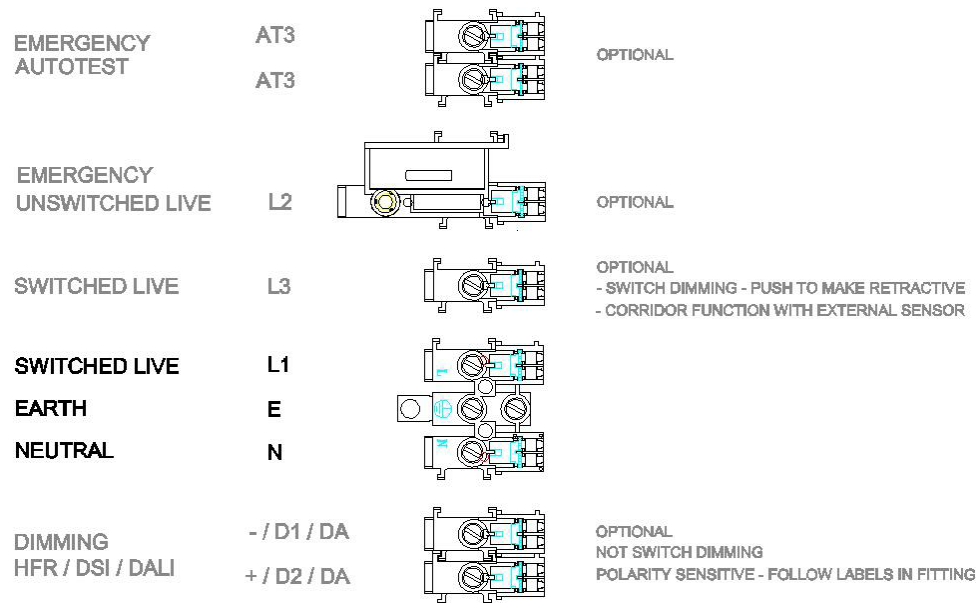 EMERGENCY AUTOTEST
AT3
AT3
OPTIONAL
EMERGENCY
UNSWITCHED LIVE L2 OPTIONAL
SWITCHED LIVE L3
OPTIONAL
- SWITCH DIMMING - PUSH TO MAKE RETRACTIVE
- CORRIDOR FUNCTION WITH EXTERNAL SENSOR
SWITCHED LIVE L1 L
EARTH E
NEUTRAL N N
DIMMING
HFR / DSI / DALI
- / D1 / DA
+ / D2 / DA
OPTIONAL
NOT SWITCH DIMMING
POLARITY SENSITIVE - FOLLOW LABELS IN FITTING